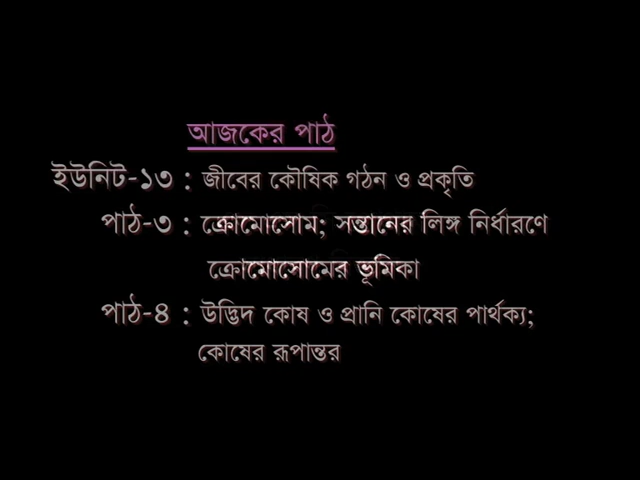 আজকের পাঠ
ইউনিট-১৩ : জীবের কৌষিক গঠন ও প্রকৃতি
পাঠ-৩ : ক্রোমোসোম; সন্তানের লিঙ্গ নির্ধারণে
ক্রোমোসোমের ভূমিকা
পাঠ-৪ : উদ্ভিদ কোষ ও প্রানি কোষের পার্থক্য;
কোষের রূপান্তর